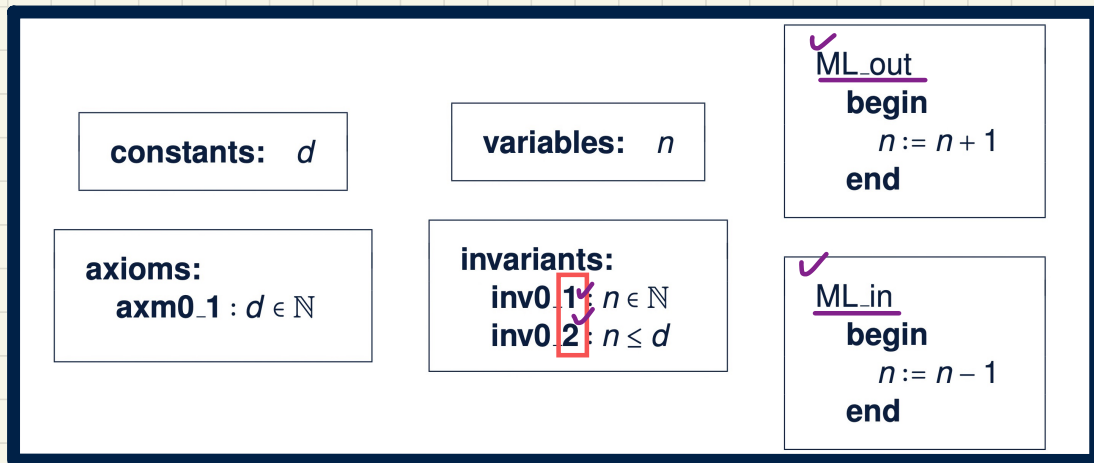 constants: d
axioms:
axm0_1 : d ∈ ℕ
variables: n
invariants:
inv0_1 : n ∈ ℕ
inv0_2 : n ≤ d
ML_out
begin
n := n + 1
end
ML_in
begin
n := n − 1
end